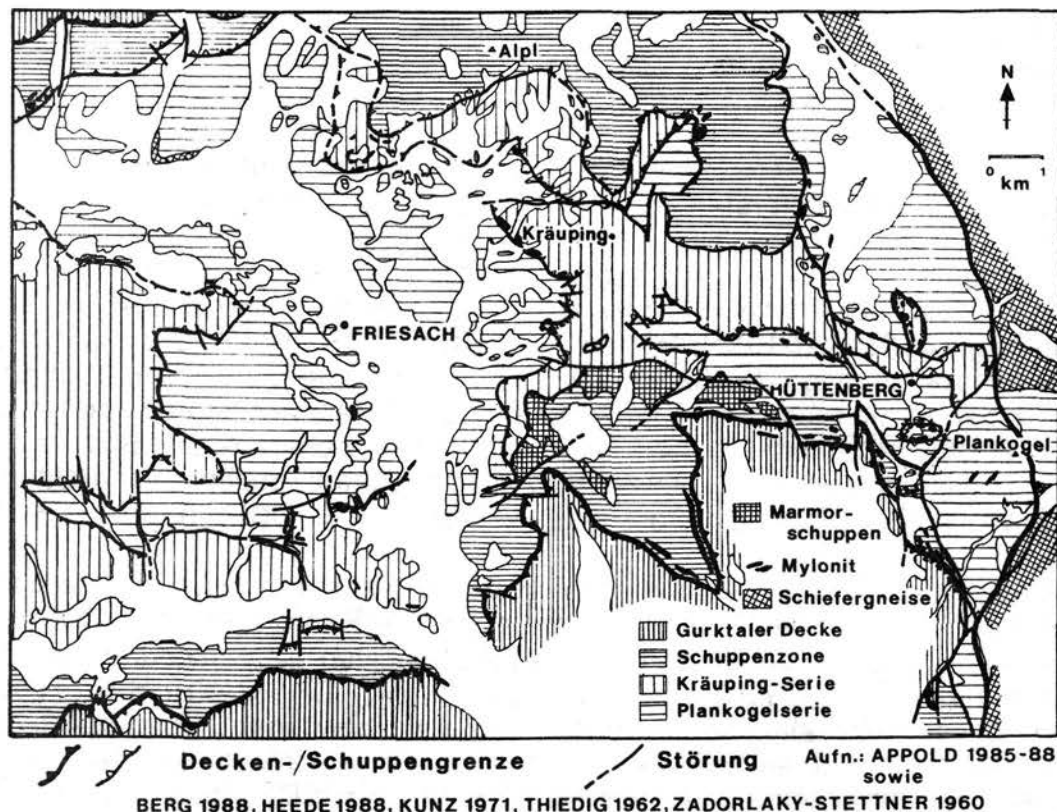 Alpl
N
0 1
km
Kräuping
FRIESACH
HÜTTENBERG
Plankogel
Marmor-
schuppen
Mylonit
Schiefergneise
Gurktaler Decke
Schuppenzone
Kräuping-Serie
Plankogelserie
Decken-/Schuppengrenze
Störung
Aufn.: APPOLD 1985-88
sowie
BERG 1988, HEEDE 1988, KUNZ 1971, THIEDIG 1962, ZADORLAKY-STETTNER 1960